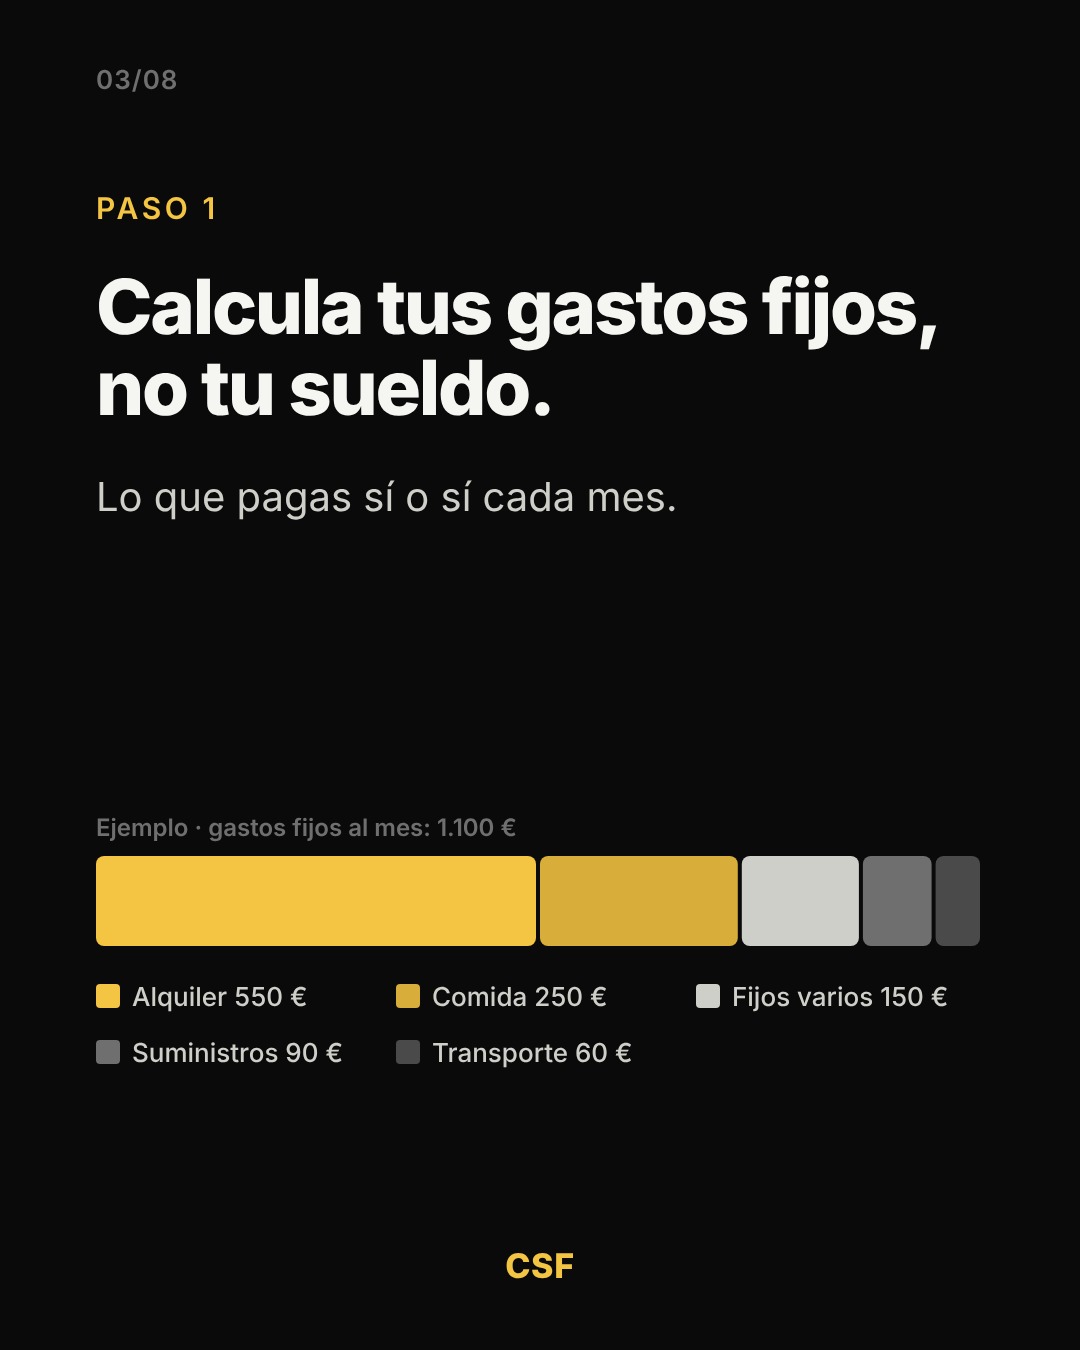 03/08
PASO 1
Calcula tus gastos fijos,
no tu sueldo.
Lo que pagas sí o sí cada mes.
Ejemplo · gastos fijos al mes: 1.100 €
Alquiler 550 €
Comida 250 €
Fijos varios 150 €
Suministros 90 €
Transporte 60 €
CSF